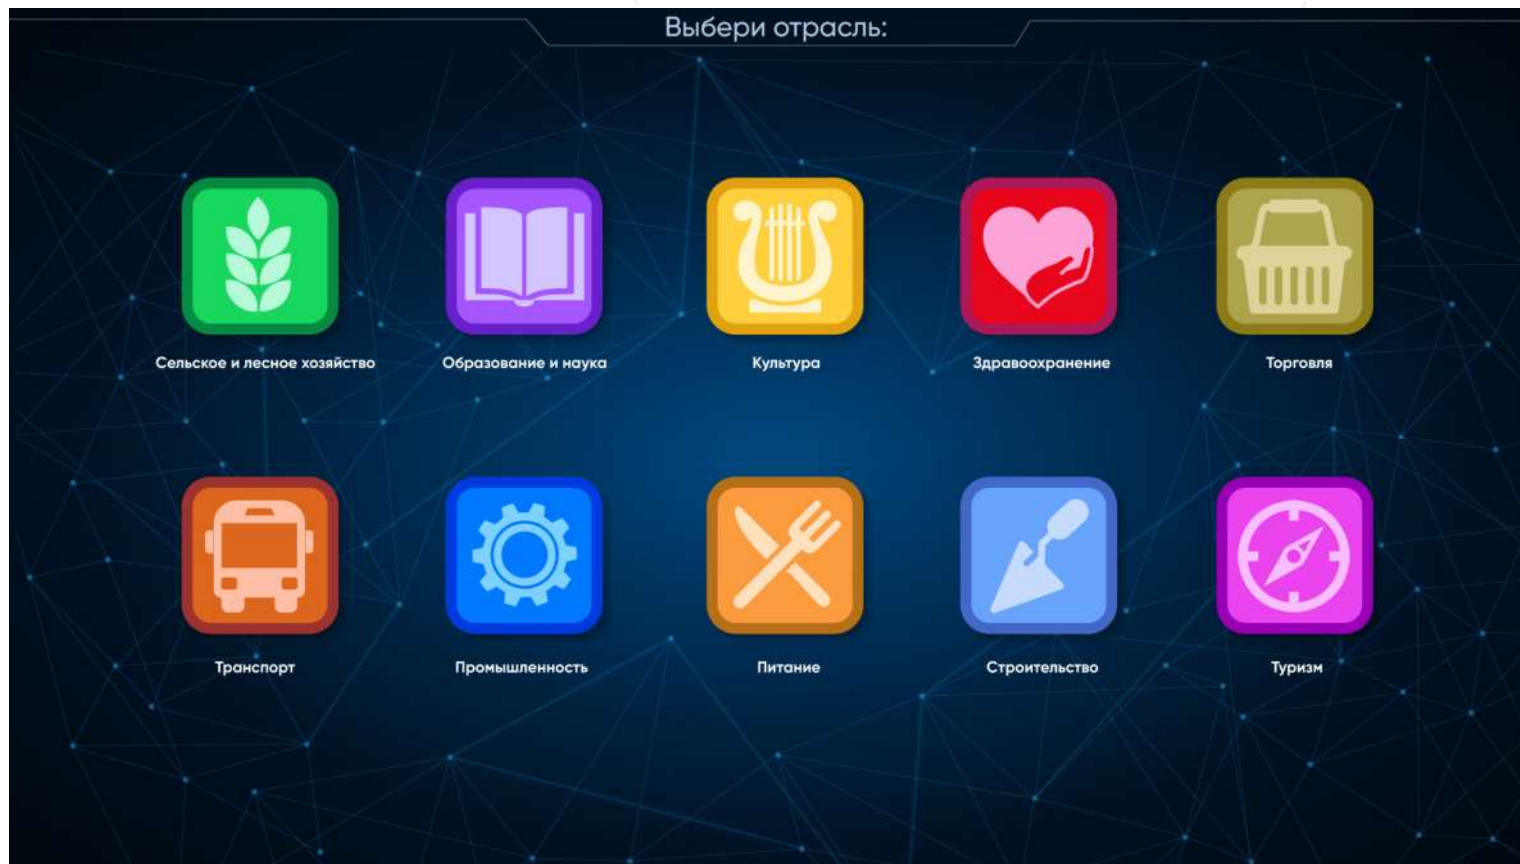 Выбери отрасль:
Сельское и лесное хозяйство
Образование и наука
Культура
Здравоохранение
Торговля
Транспорт
Промышленность
Питание
Строительство
Туризм